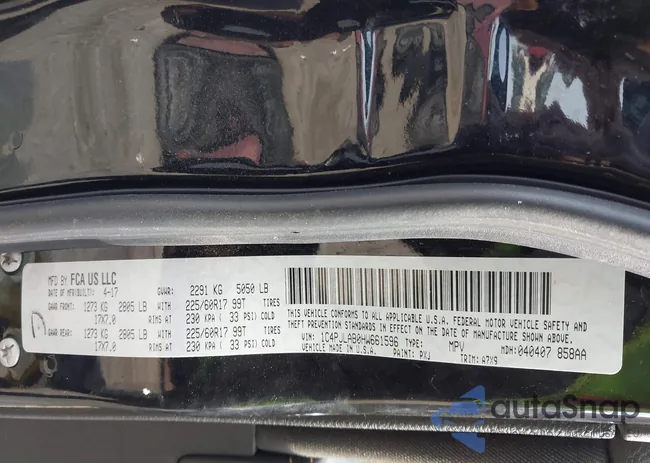 MFD BY FCA US LLC
DATE OF MFR(BUILT): 4-17 GVWR: 2291 KG 5050 LB
GAWR FRONT: 1273 KG 2805 LB WITH 225/60R17 99T TIRES
17X7.0 RIMS AT 230 KPA ( 33 PSI) COLD
GAWR REAR: 1273 KG 2805 LB WITH 225/60R17 99T TIRES
17X7.0 RIMS AT 230 KPA ( 33 PSI) COLD
THIS VEHICLE CONFORMS TO ALL APPLICABLE U.S.A. FEDERAL MOTOR VEHICLE SAFETY AND
THEFT PREVENTION STANDARDS IN EFFECT ON THE DATE OF MANUFACTURE SHOWN ABOVE.
VIN: 1C4PJLAB0HW661596 TYPE: MPV MDH: 040407 858AA
VEHICLE MADE IN U.S.A. PAINT: PXJ TRIM: A7X9
autoSnap